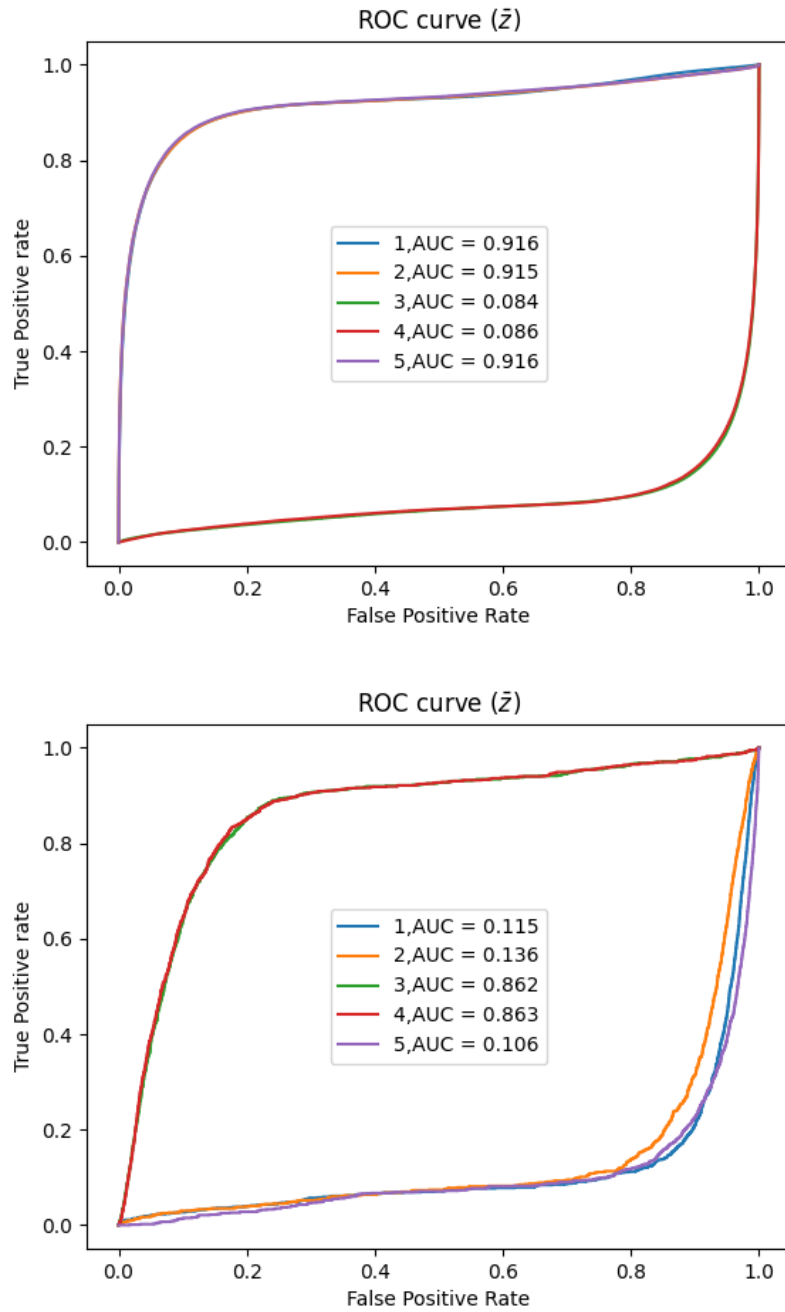 ROC curve (z̄)
True Positive rate
1.0
0.8
0.6
0.4
0.2
0.0
1,AUC = 0.916
2,AUC = 0.915
3,AUC = 0.084
4,AUC = 0.086
5,AUC = 0.916
0.0 0.2 0.4 0.6 0.8 1.0
False Positive Rate
ROC curve (z̄)
True Positive rate
1.0
0.8
0.6
0.4
0.2
0.0
1,AUC = 0.115
2,AUC = 0.136
3,AUC = 0.862
4,AUC = 0.863
5,AUC = 0.106
0.0 0.2 0.4 0.6 0.8 1.0
False Positive Rate